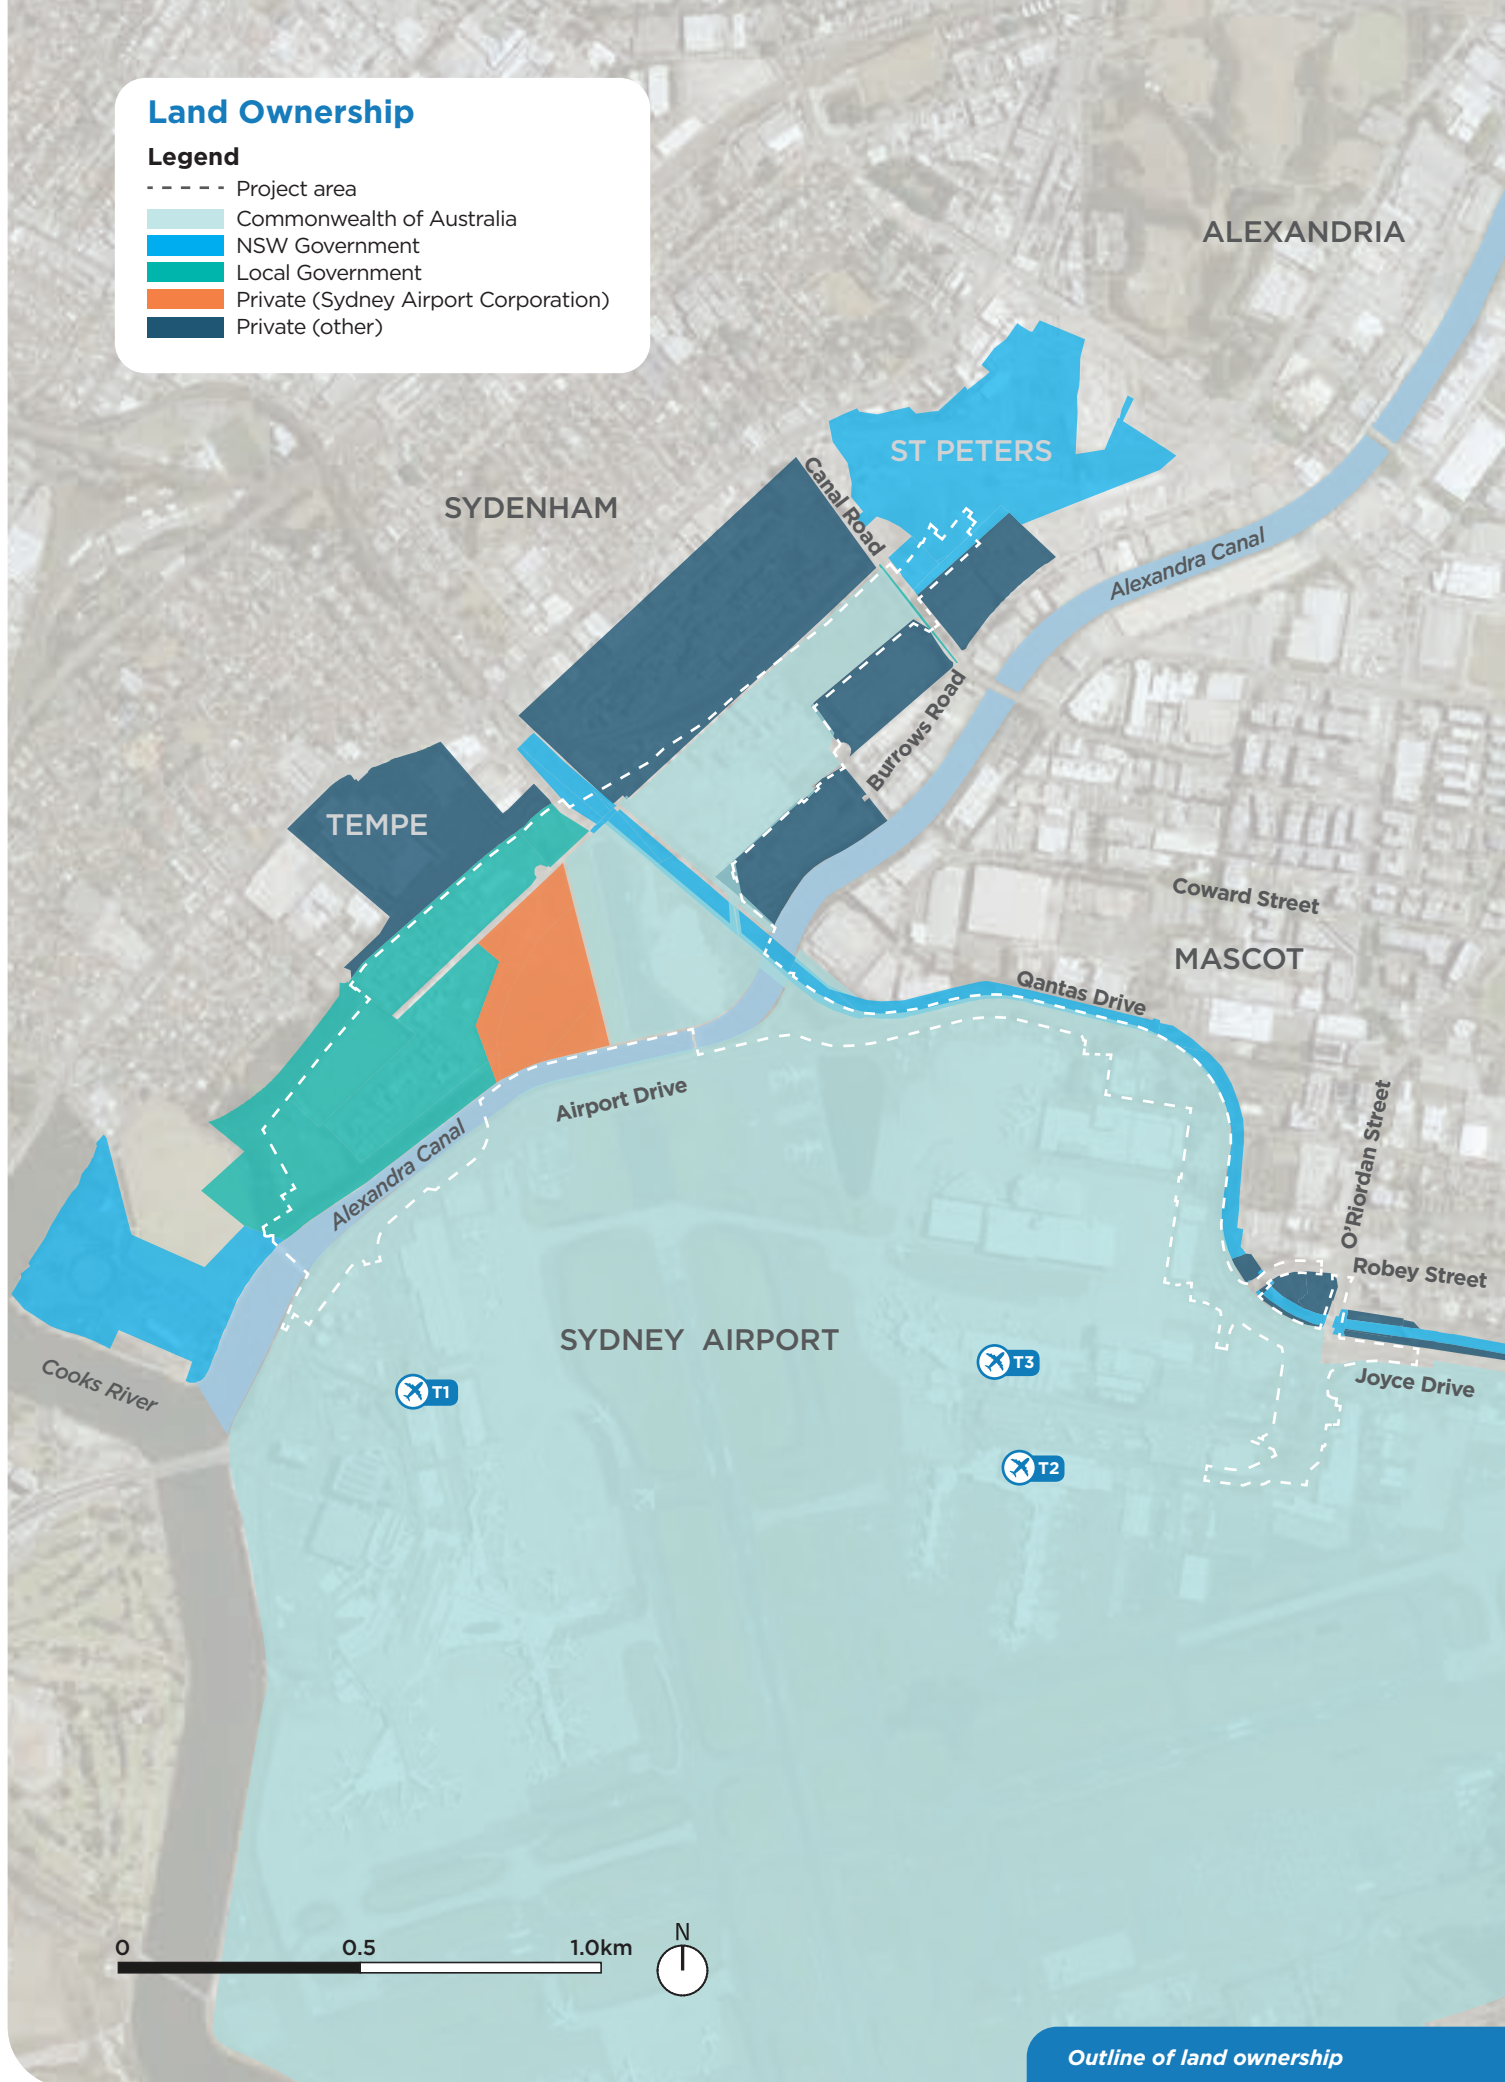 Land Ownership
Legend
Project area
Commonwealth of Australia
NSW Government
Local Government
Private (Sydney Airport Corporation)
Private (other)
ALEXANDRIA
ST PETERS
Canal Road
SYDENHAM
Alexandra Canal
Burrows Road
TEMPE
Coward Street
MASCOT
Qantas Drive
Airport Drive
Alexandra Canal
O'Riordan Street
Robey Street
SYDNEY AIRPORT
T3
Joyce Drive
Cooks River
T1
T2
0 0.5 1.0km
N
Outline of land ownership